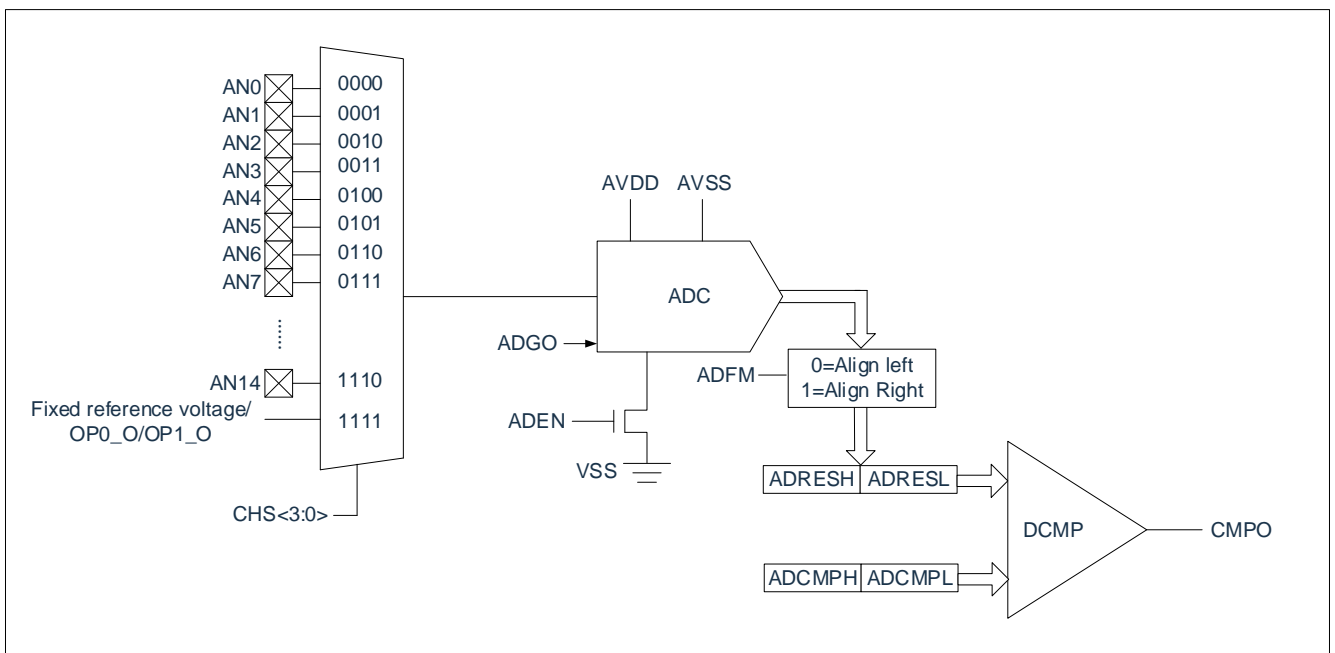 AN0
0000
AN1
0001
AN2
0010
AN3
0011
AN4
0100
AN5
0101
AN6
0110
AN7
0111
AN14
1110
Fixed reference voltage/
OP0_O/OP1_O
1111
CHS<3:0>
AVDD
AVSS
ADC
ADGO
ADEN
VSS
ADFM
0=Align left
1=Align Right
ADRESH
ADRESL
ADCMPH
ADCMPL
DCMP
CMPO